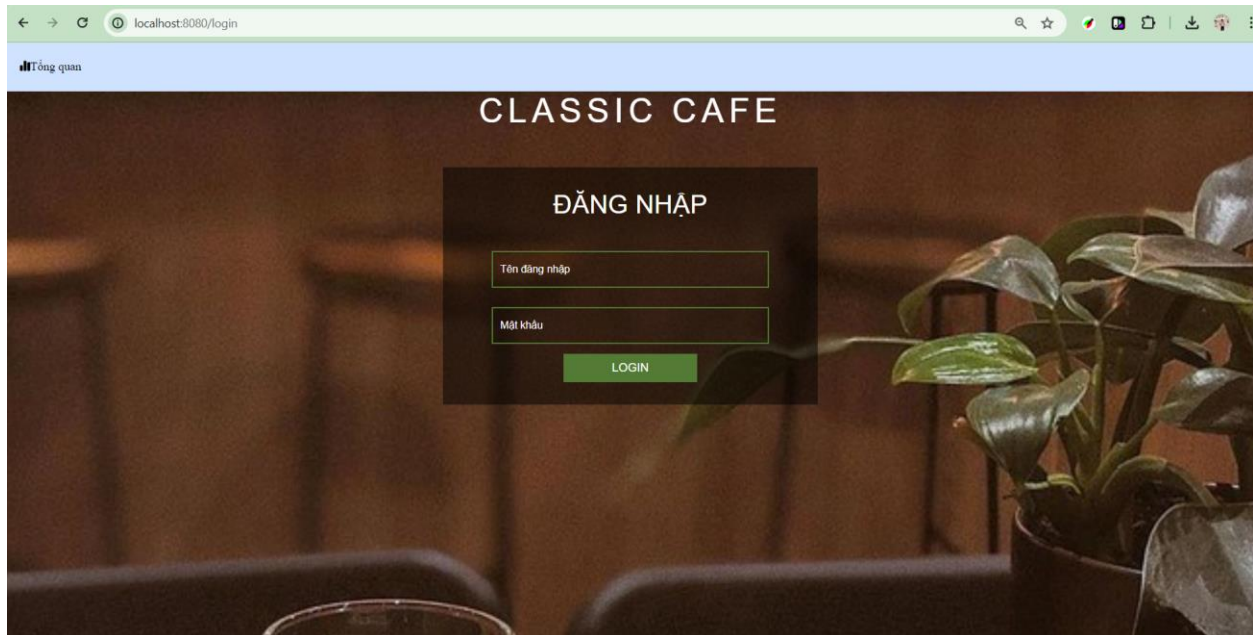 localhost:8080/login
Tổng quan
CLASSIC CAFE
ĐĂNG NHẬP
Tên đăng nhập
Mật khẩu
LOGIN